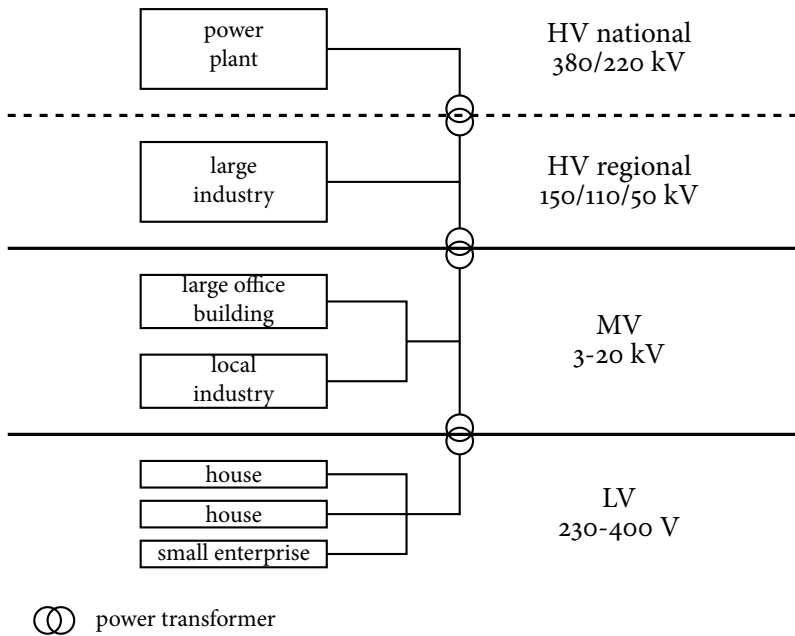 power
plant
HV national
380/220 kV
large
industry
HV regional
150/110/50 kV
large office
building
local
industry
MV
3-20 kV
house
house
small enterprise
LV
230-400 V
power transformer